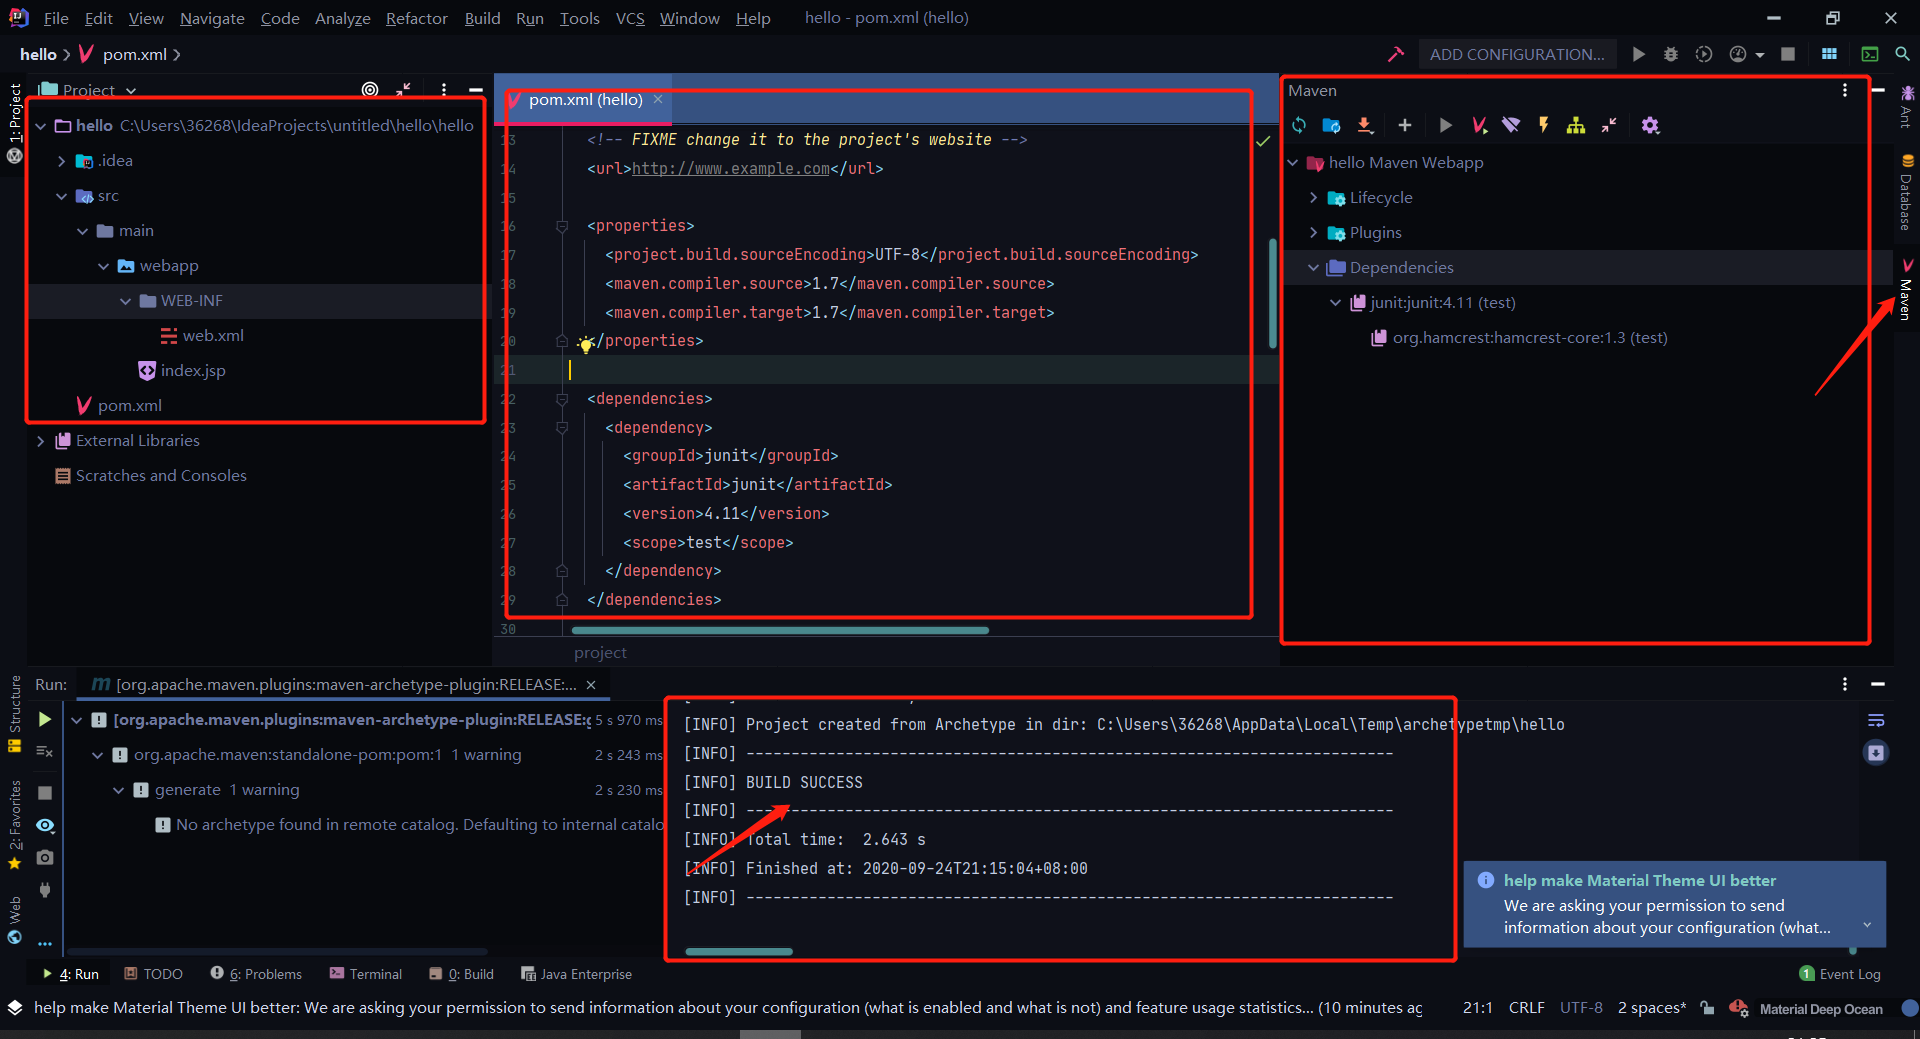 File Edit View Navigate Code Analyze Refactor Build Run Tools VCS Window Help hello - pom.xml (hello)
hello pom.xml
ADD CONFIGURATION...
1: Project
Structure
2: Favorites
Web
Project
hello C:\Users\36268\IdeaProjects\untitled\hello\hello
.idea
src
main
webapp
WEB-INF
web.xml
index.jsp
pom.xml
External Libraries
Scratches and Consoles
pom.xml (hello)
13 <!-- FIXME change it to the project's website -->
14 <url>http://www.example.com</url>
15
16 <properties>
17 <project.build.sourceEncoding>UTF-8</project.build.sourceEncoding>
18 <maven.compiler.source>1.7</maven.compiler.source>
19 <maven.compiler.target>1.7</maven.compiler.target>
20 </properties>
21
22 <dependencies>
23 <dependency>
24 <groupId>junit</groupId>
25 <artifactId>junit</artifactId>
26 <version>4.11</version>
27 <scope>test</scope>
28 </dependency>
29 </dependencies>
30
project
Maven
hello Maven Webapp
Lifecycle
Plugins
Dependencies
junit:junit:4.11 (test)
org.hamcrest:hamcrest-core:1.3 (test)
Ant
Database
Maven
Run: [org.apache.maven.plugins:maven-archetype-plugin:RELEASE:...
[org.apache.maven.plugins:maven-archetype-plugin:RELEASE:g 5 s 970 ms
org.apache.maven:standalone-pom:pom:1 1 warning 2 s 243 ms
generate 1 warning 2 s 230 ms
No archetype found in remote catalog. Defaulting to internal catalo
[INFO] Project created from Archetype in dir: C:\Users\36268\AppData\Local\Temp\archetypetmp\hello
[INFO] ------------------------------------------------------------------------
[INFO] BUILD SUCCESS
[INFO] ------------------------------------------------------------------------
[INFO] Total time:  2.643 s
[INFO] Finished at: 2020-09-24T21:15:04+08:00
[INFO] ------------------------------------------------------------------------
help make Material Theme UI better
We are asking your permission to send
information about your configuration (what...
4: Run TODO 6: Problems Terminal 0: Build Java Enterprise 1 Event Log
help make Material Theme UI better: We are asking your permission to send information about your configuration (what is enabled and what is not) and feature usage statistics... (10 minutes ag 21:1 CRLF UTF-8 2 spaces* Material Deep Ocean